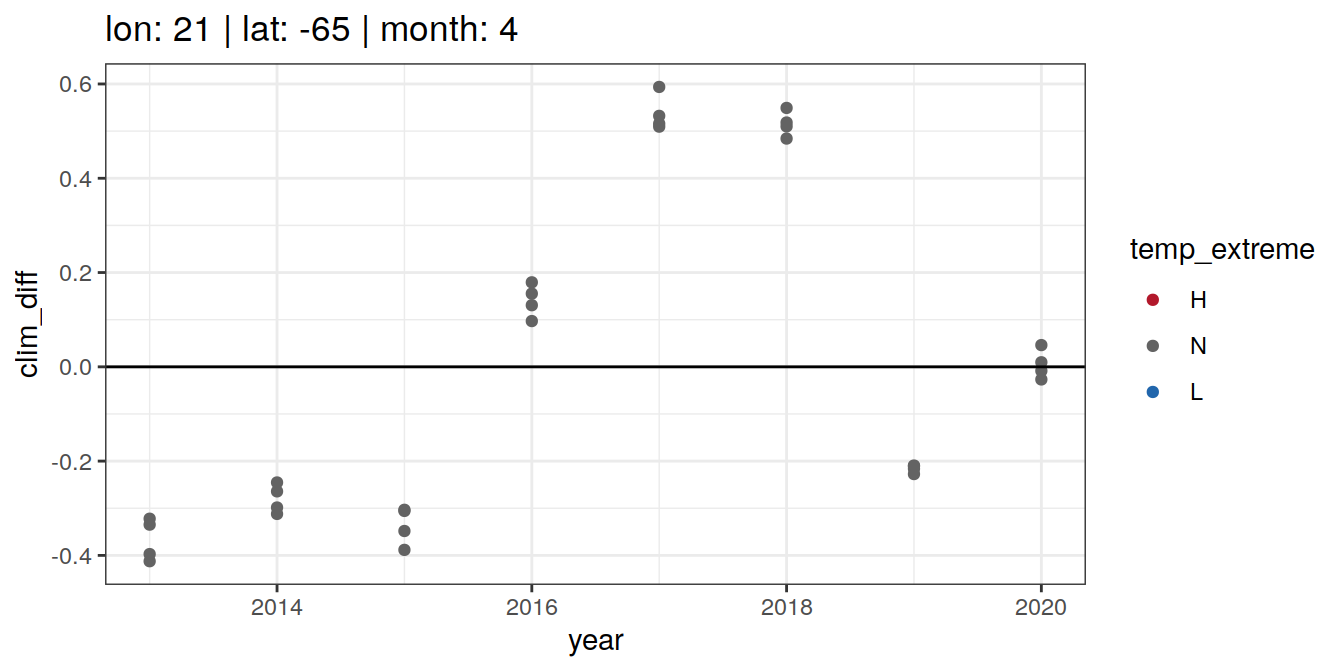 lon: 21 | lat: -65 | month: 4
0.6
0.4
0.2
0.0
-0.2
-0.4
clim_diff
2014
2016
2018
2020
year
temp_extreme
H
N
L